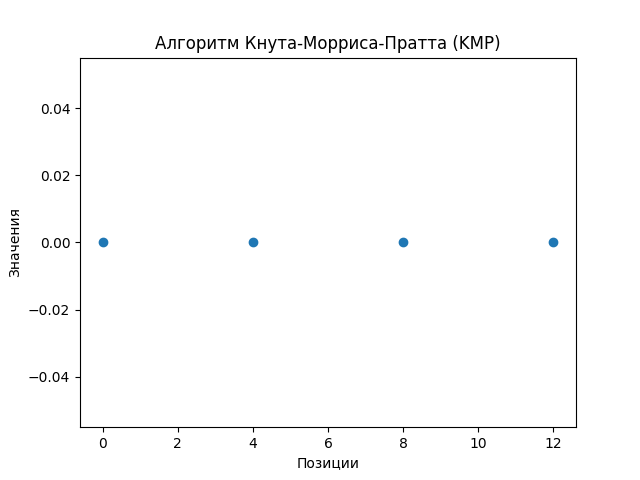 Алгоритм Кнута-Морриса-Пратта (KMP)
0.04
0.02
0.00
−0.02
−0.04
Значения
0 2 4 6 8 10 12
Позиции